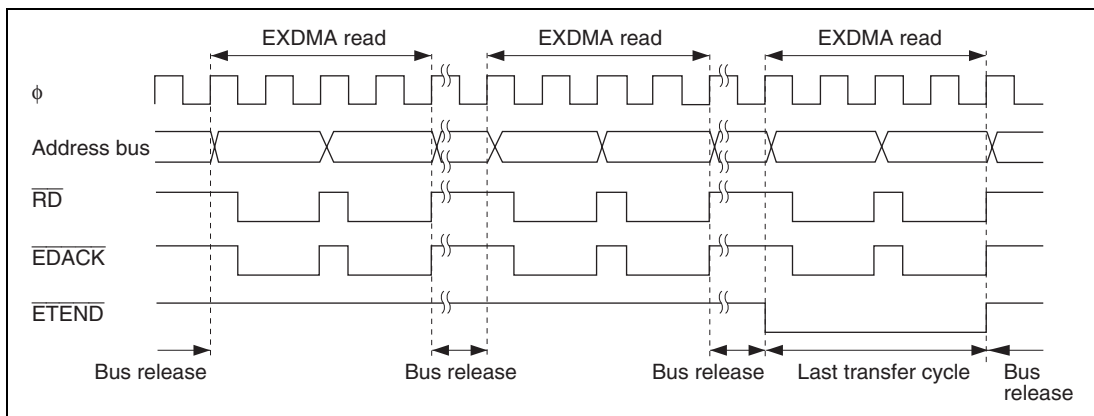 EXDMA read EXDMA read EXDMA read
ϕ
Address bus
RD
EDACK
ETEND
Bus release Bus release Bus release Last transfer cycle Bus
release